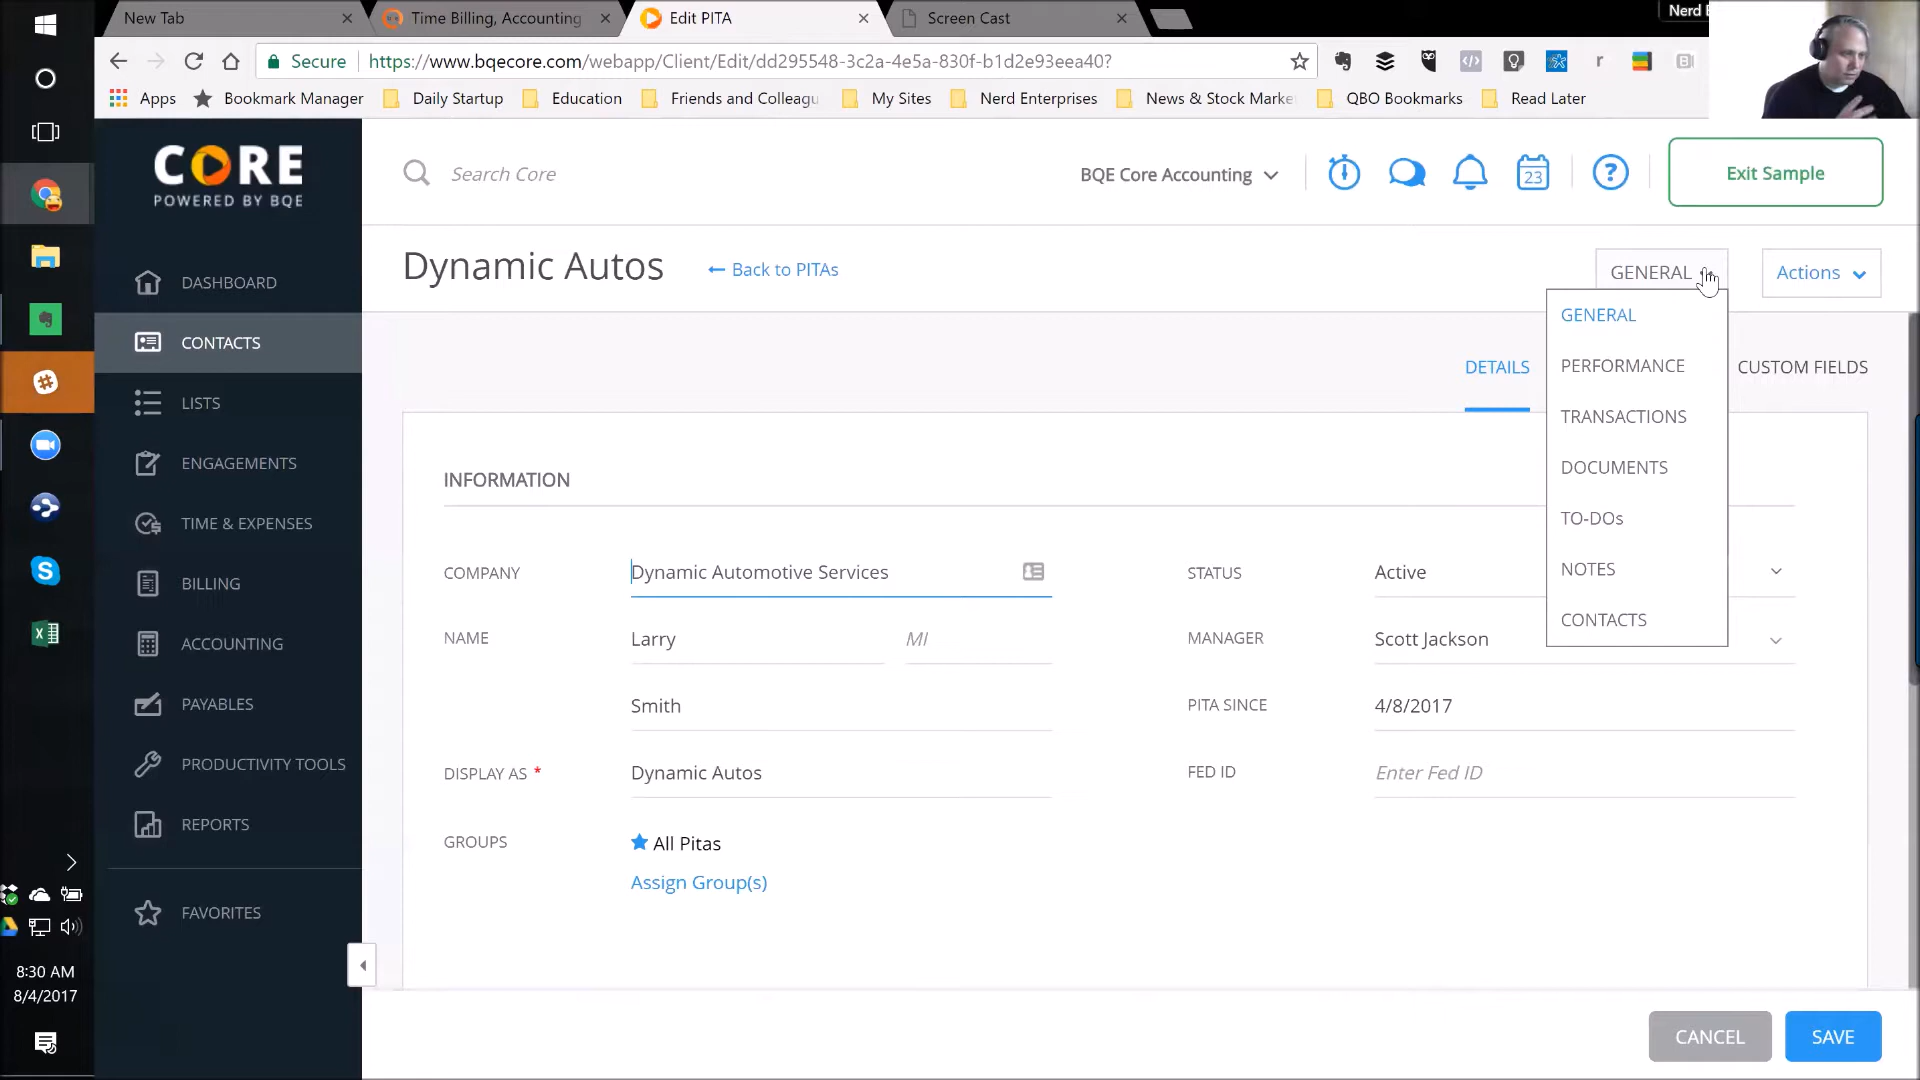 New Tab
Time Billing, Accounting
Edit PITA
Screen Cast
Nerd
Secure https://www.bqecore.com/webapp/Client/Edit/dd295548-3c2a-4e5a-830f-b1d2e93eea40?
Apps Bookmark Manager Daily Startup Education Friends and Colleagu My Sites Nerd Enterprises News & Stock Marke QBO Bookmarks Read Later
CORE
POWERED BY BQE
Search Core
BQE Core Accounting
23
?
Exit Sample
Dynamic Autos
Back to PITAs
GENERAL
Actions
DASHBOARD
CONTACTS
LISTS
ENGAGEMENTS
TIME & EXPENSES
BILLING
ACCOUNTING
PAYABLES
PRODUCTIVITY TOOLS
REPORTS
FAVORITES
GENERAL
PERFORMANCE
TRANSACTIONS
DOCUMENTS
TO-DOs
NOTES
CONTACTS
DETAILS
CUSTOM FIELDS
INFORMATION
COMPANY Dynamic Automotive Services
NAME Larry MI
Smith
DISPLAY AS * Dynamic Autos
GROUPS All Pitas
Assign Group(s)
STATUS Active
MANAGER Scott Jackson
PITA SINCE 4/8/2017
FED ID Enter Fed ID
CANCEL
SAVE
8:30 AM
8/4/2017